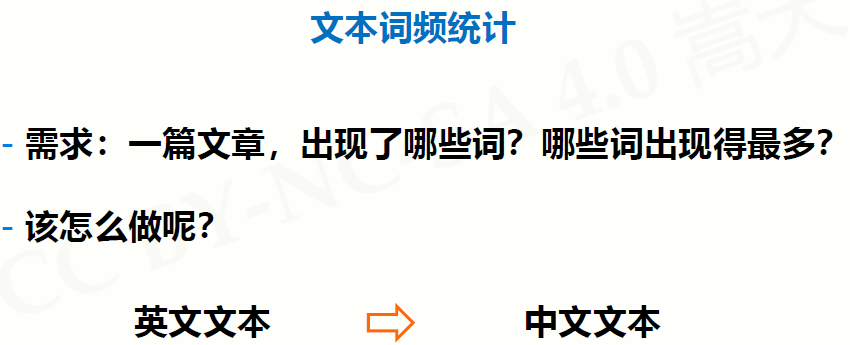 文本词频统计
- 需求：一篇文章，出现了哪些词？哪些词出现得最多？
- 该怎么做呢？
英文文本 ⇨ 中文文本
CC BY-NC-SA 4.0 嵩天